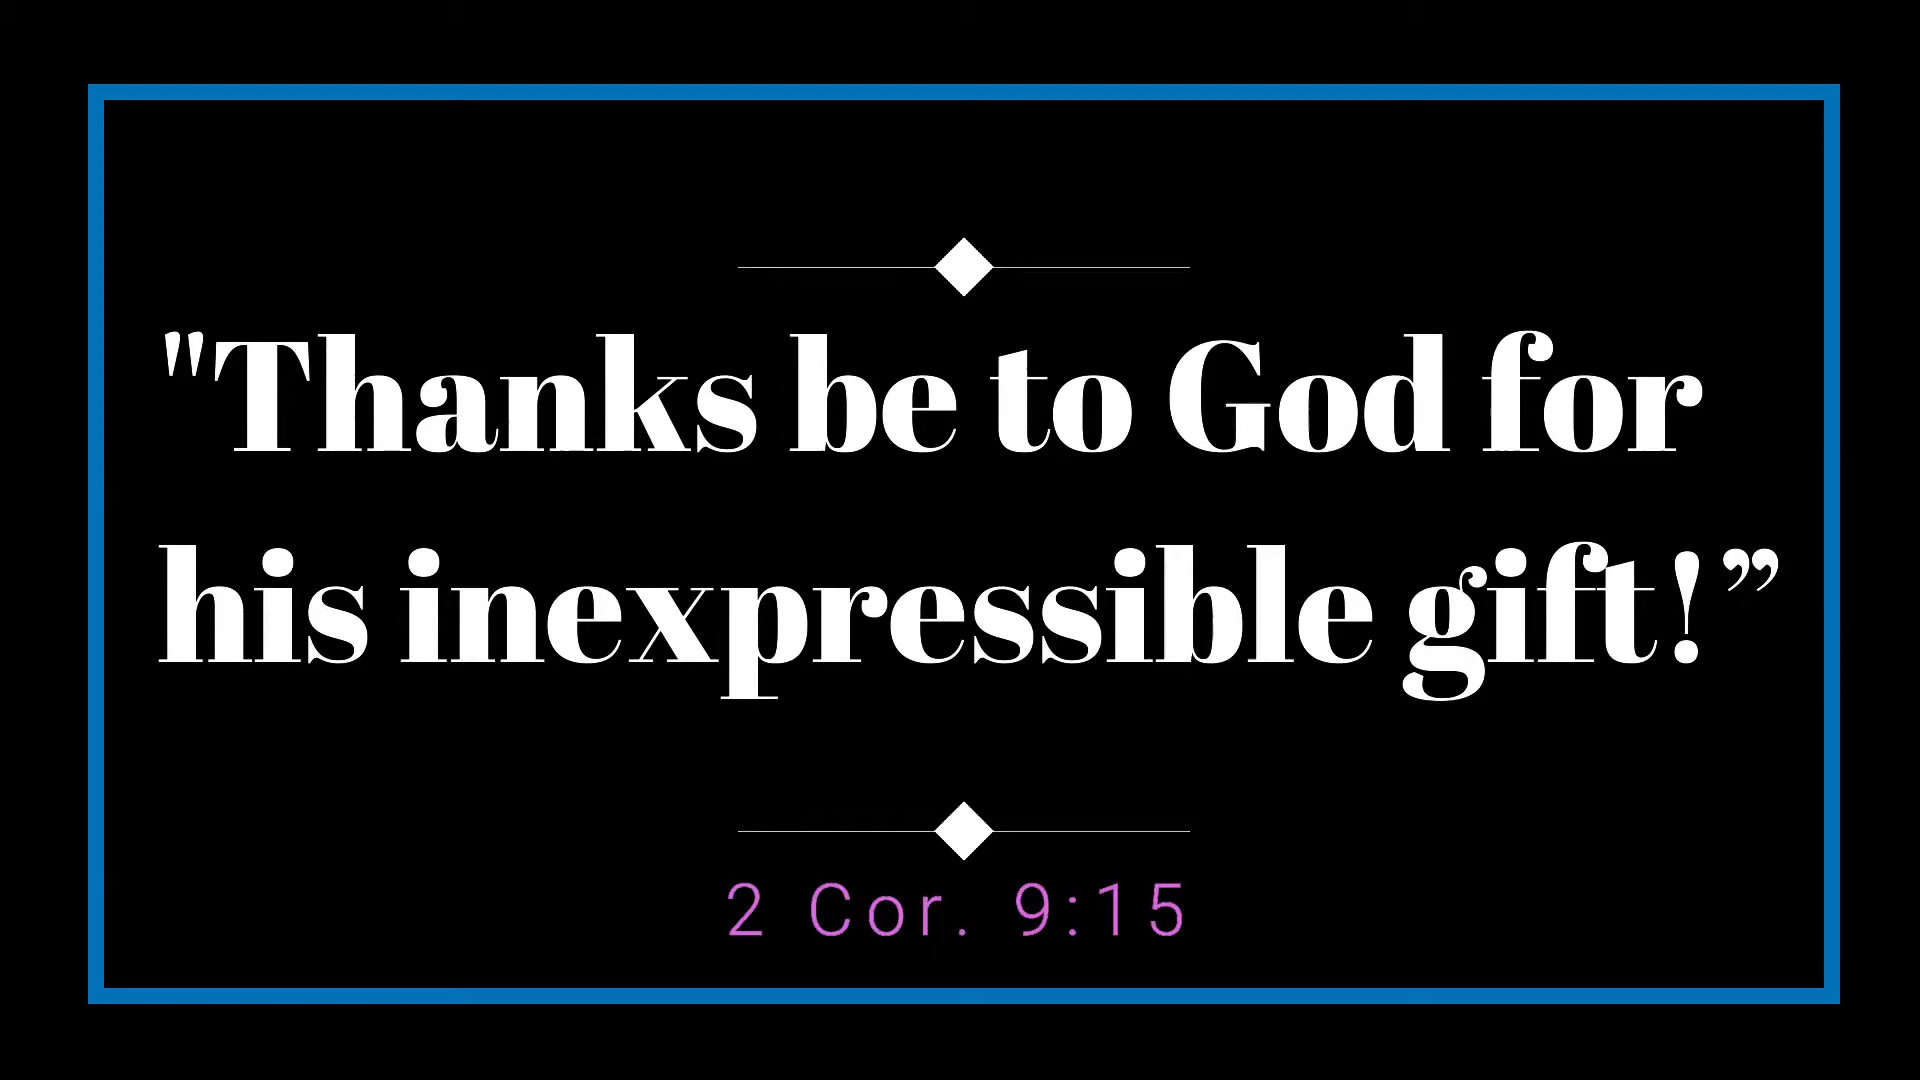 "Thanks be to God for
his inexpressible gift!”
2 Cor. 9:15